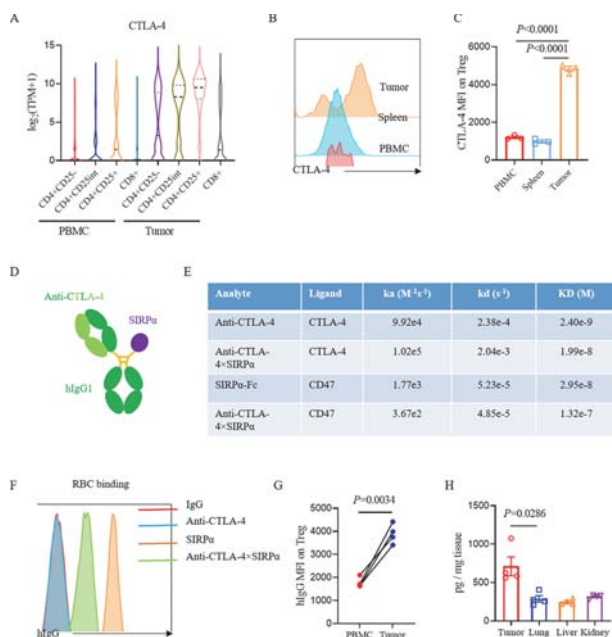 A
CTLA-4
log₂(TPM+1)
15
10
5
0
CD4+CD25-
CD4+CD25int
CD4+CD25+
CD8+
CD4+CD25-
CD4+CD25int
CD4+CD25+
CD8+
PBMC
Tumor
B
Tumor
Spleen
PBMC
CTLA-4
C
P<0.0001
P<0.0001
CTLA-4 MFI on Treg
6000
4000
2000
0
PBMC
Spleen
Tumor
D
Anti-CTLA-4
SIRPα
hIgG1
E
Analyte Ligand ka (M⁻¹s⁻¹) kd (s⁻¹) KD (M)
Anti-CTLA-4 CTLA-4 9.92e4 2.38e-4 2.40e-9
Anti-CTLA-
4×SIRPα CTLA-4 1.02e5 2.04e-3 1.99e-8
SIRPα-Fc CD47 1.77e3 5.23e-5 2.95e-8
Anti-CTLA-
4×SIRPα CD47 3.67e2 4.85e-5 1.32e-7
F
RBC binding
IgG
Anti-CTLA-4
SIRPα
Anti-CTLA-4×SIRPα
hIgG
G
P=0.0034
hIgG MFI on Treg
5000
4000
3000
2000
1000
0
PBMC Tumor
H
P=0.0286
pg / mg tissue
1500
1000
500
0
Tumor Lung Liver Kidney